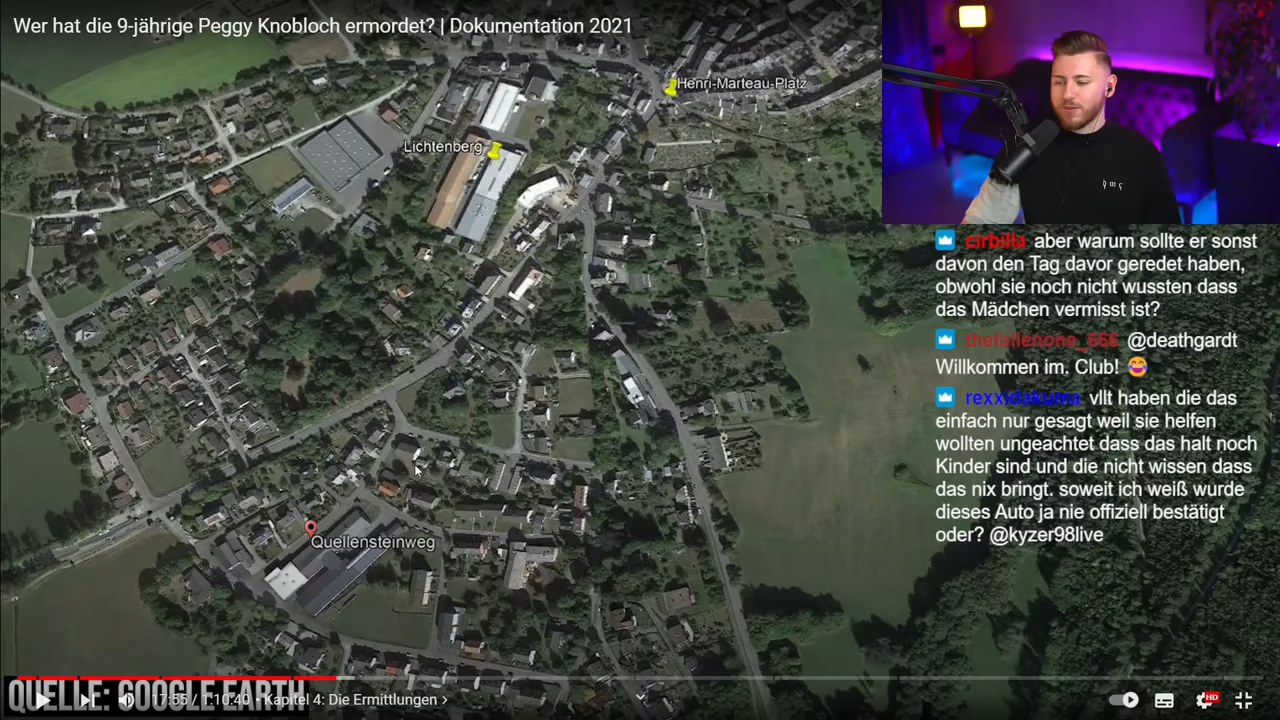 Wer hat die 9-jährige Peggy Knobloch ermordet? | Dokumentation 2021
Henri-Marteau-Platz
Lichtenberg
Quellensteinweg
cirbilla aber warum sollte er sonst
davon den Tag davor geredet haben,
obwohl sie noch nicht wussten dass
das Mädchen vermisst ist?
thefallenone_666 @deathgardt
Willkommen im. Club! 😂
rexxidakuma vllt haben die das
einfach nur gesagt weil sie helfen
wollten ungeachtet dass das halt noch
Kinder sind und die nicht wissen dass
das nix bringt. soweit ich weiß wurde
dieses Auto ja nie offiziell bestätigt
oder? @kyzer98live
QUELLE: GOOGLE EARTH
17:55 / 1:10:40 • Kapitel 4: Die Ermittlungen
HD